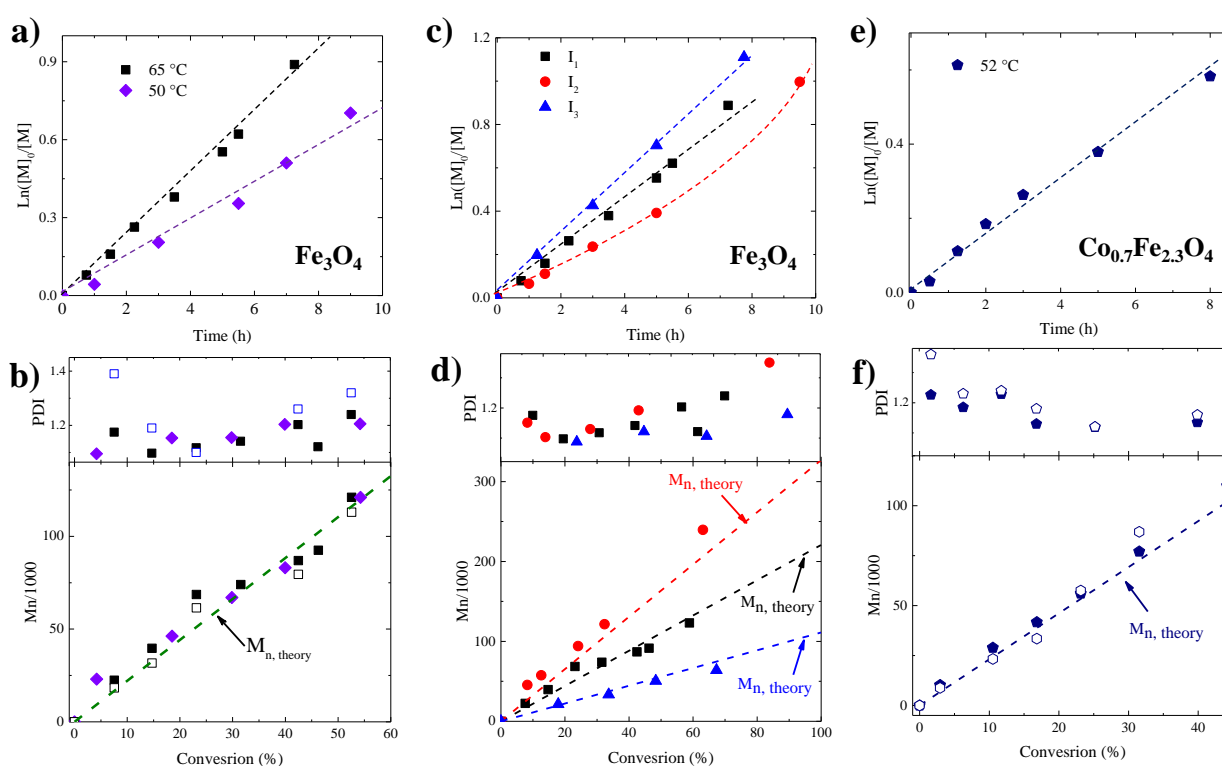 a)
0.9
0.6
0.3
0.0
Ln([M]₀/[M]
65 °C
50 °C
Fe₃O₄
0 2 4 6 8 10
Time (h)
c)
1.2
0.8
0.4
0.0
Ln([M]₀/[M]
I₁
I₂
I₃
Fe₃O₄
0 2 4 6 8 10
Time (h)
e)
0.4
0.0
Ln([M]₀/[M]
52 °C
Co₀.₇Fe₂.₃O₄
0 2 4 6 8
Time (h)
b)
1.4
1.2
PDI
100
50
0
Mn/1000
Mn, theory
0 10 20 30 40 50 60
Convesrion (%)
d)
1.2
PDI
300
200
100
0
Mn/1000
Mn, theory
Mn, theory
Mn, theory
0 20 40 60 80 100
Convesrion (%)
f)
1.2
PDI
100
50
0
Mn/1000
Mn, theory
0 10 20 30 40
Convesrion (%)